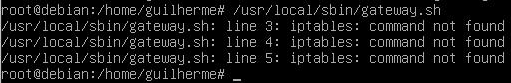 root@debian:/home/guilherme# /usr/local/sbin/gateway.sh
/usr/local/sbin/gateway.sh: line 3: iptables: command not found
/usr/local/sbin/gateway.sh: line 4: iptables: command not found
/usr/local/sbin/gateway.sh: line 5: iptables: command not found
root@debian:/home/guilherme# _